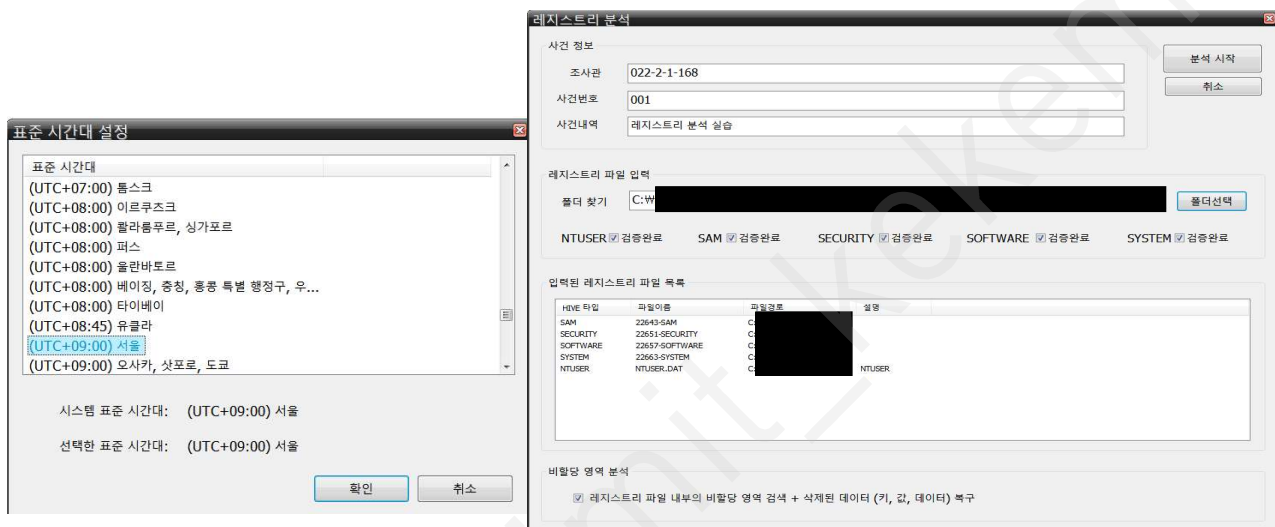 표준 시간대 설정
표준 시간대
(UTC+07:00) 톰스크
(UTC+08:00) 이르쿠츠크
(UTC+08:00) 콸라룸푸르, 싱가포르
(UTC+08:00) 퍼스
(UTC+08:00) 울란바토르
(UTC+08:00) 베이징, 충칭, 홍콩 특별 행정구, 우...
(UTC+08:00) 타이베이
(UTC+08:45) 유클라
(UTC+09:00) 서울
(UTC+09:00) 오사카, 삿포로, 도쿄
시스템 표준 시간대: (UTC+09:00) 서울
선택한 표준 시간대: (UTC+09:00) 서울
확인 취소
레지스트리 분석
사건 정보
조사관 022-2-1-168
사건번호 001
사건내역 레지스트리 분석 실습
분석 시작
취소
레지스트리 파일 입력
폴더 찾기 C:₩ 폴더선택
NTUSER 검증완료 SAM 검증완료 SECURITY 검증완료 SOFTWARE 검증완료 SYSTEM 검증완료
입력된 레지스트리 파일 목록
HIVE 타입 파일이름 파일경로 설명
SAM 22643-SAM C:
SECURITY 22651-SECURITY C:
SOFTWARE 22657-SOFTWARE C:
SYSTEM 22663-SYSTEM C:
NTUSER NTUSER.DAT C: NTUSER
비할당 영역 분석
레지스트리 파일 내부의 비할당 영역 검색 + 삭제된 데이터 (키, 값, 데이터) 복구